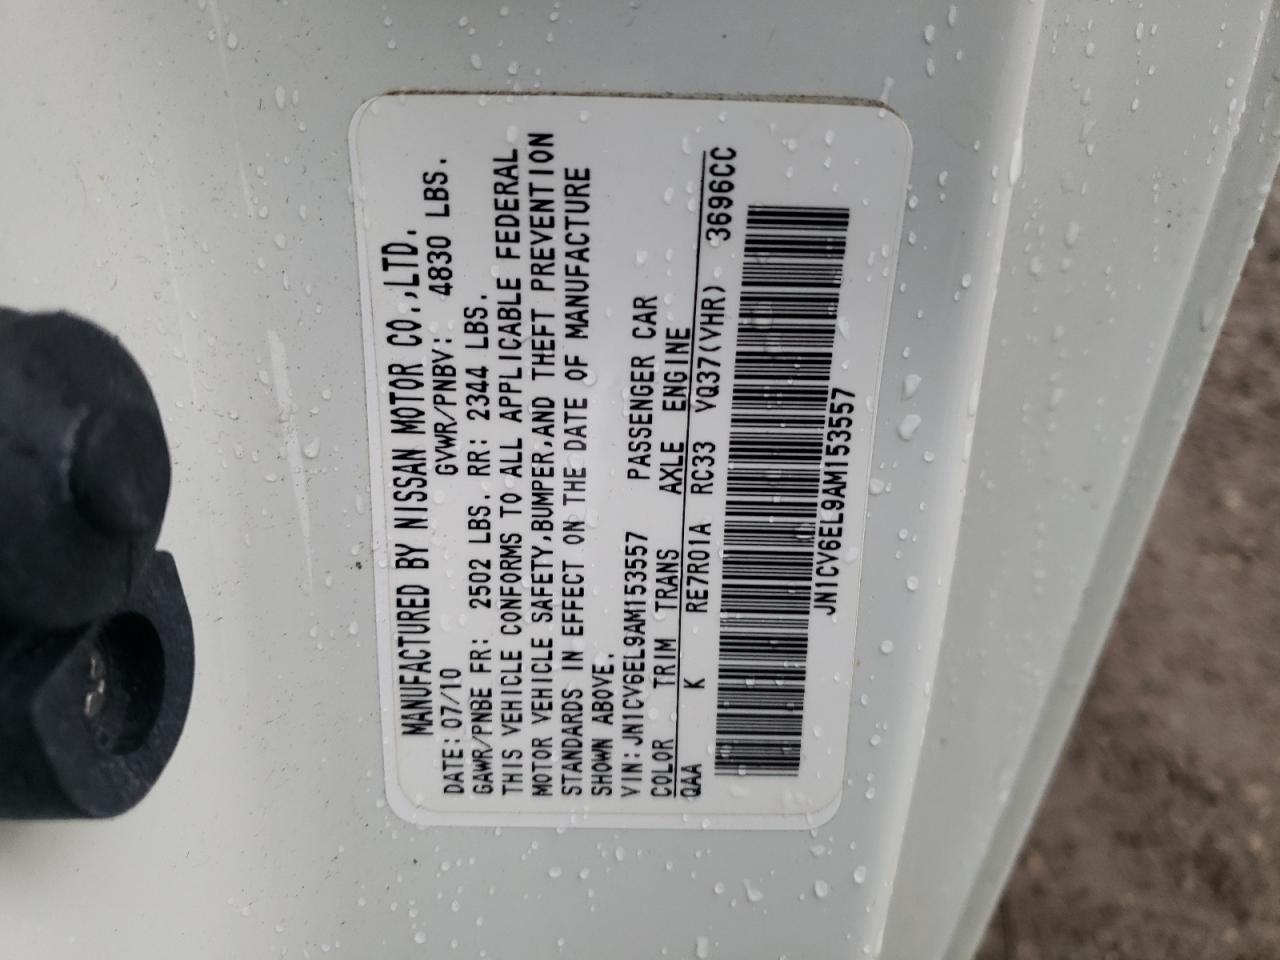 MANUFACTURED BY NISSAN MOTOR CO.,LTD.
DATE:07/10 GVWR/PNBV: 4830 LBS.
GAWR/PNBE FR: 2502 LBS. RR: 2344 LBS.
THIS VEHICLE CONFORMS TO ALL APPLICABLE FEDERAL
MOTOR VEHICLE SAFETY,BUMPER,AND THEFT PREVENTION
STANDARDS IN EFFECT ON THE DATE OF MANUFACTURE
SHOWN ABOVE.
VIN:JN1CV6EL9AM153557 PASSENGER CAR
COLOR TRIM TRANS AXLE ENGINE
QAA K RE7R01A RC33 VQ37(VHR) 3696CC
JN1CV6EL9AM153557